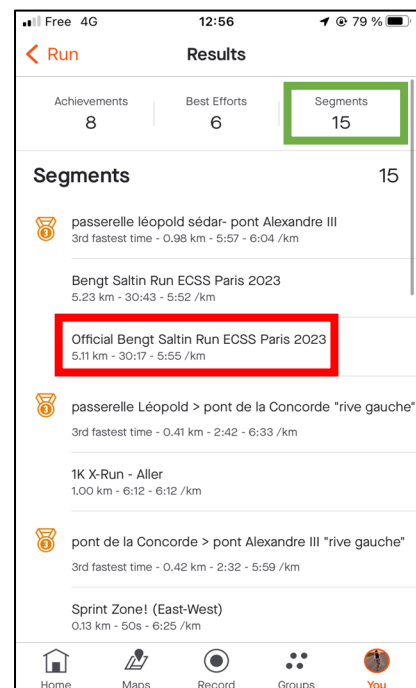 Free 4G 12:56 79 %
Run Results
Achievements Best Efforts Segments
8 6 15
Segments 15
passerelle léopold sédar- pont Alexandre III
3rd fastest time - 0.98 km - 5:57 - 6:04 /km
Bengt Saltin Run ECSS Paris 2023
5.23 km - 30:43 - 5:52 /km
Official Bengt Saltin Run ECSS Paris 2023
5.11 km - 30:17 - 5:55 /km
3
passerelle Léopold > pont de la Concorde "rive gauche"
3rd fastest time - 0.41 km - 2:42 - 6:33 /km
1K X-Run - Aller
1.00 km - 6:12 - 6:12 /km
3
pont de la Concorde > pont Alexandre III "rive gauche"
3rd fastest time - 0.42 km - 2:32 - 5:59 /km
Sprint Zone! (East-West)
0.13 km - 50s - 6:25 /km
Home Maps Record Groups You